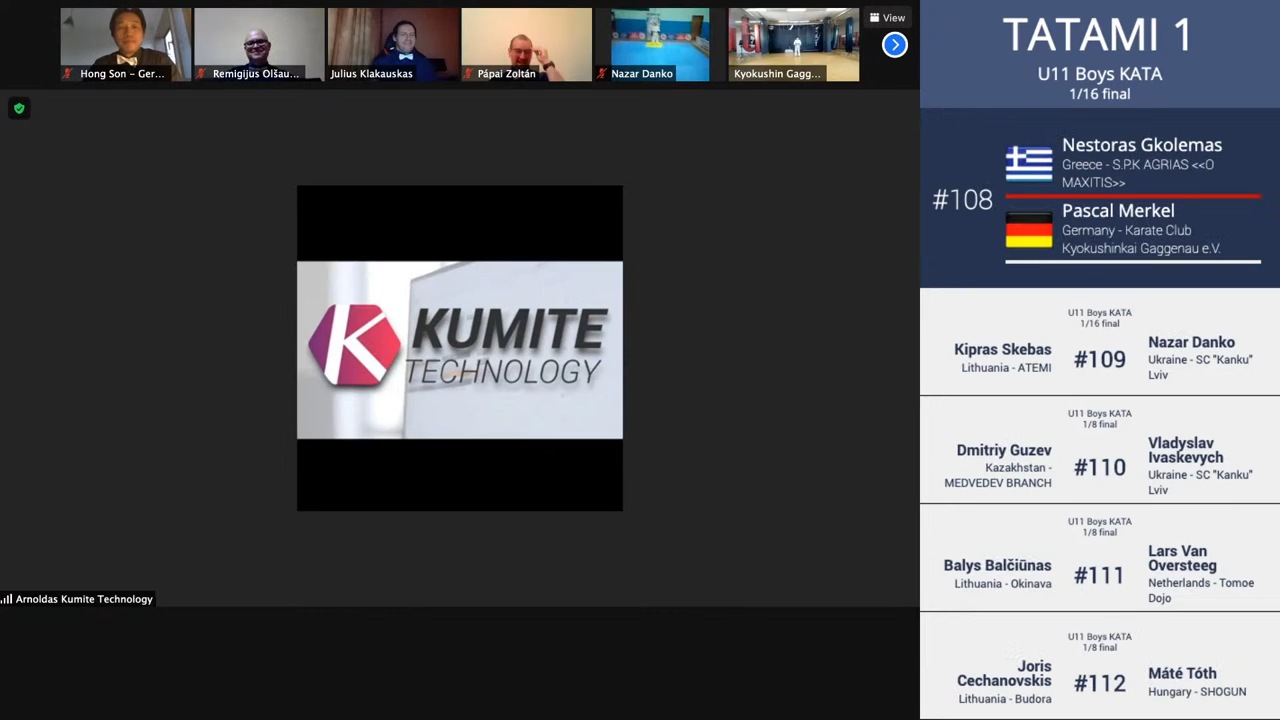 Hong Son – Ger...
Remigijus Olšau...
Julius Klakauskas
Pápai Zoltán
Nazar Danko
Kyokushin Gagg...
View
K KUMITE
TECHNOLOGY
Arnoldas Kumite Technology
TATAMI 1
U11 Boys KATA
1/16 final
#108
Nestoras Gkolemas
Greece - S.P.K AGRIAS <<O
MAXITIS>>
Pascal Merkel
Germany - Karate Club
Kyokushinkai Gaggenau e.V.
U11 Boys KATA
1/16 final
Kipras Skebas
Lithuania - ATEMI
#109
Nazar Danko
Ukraine - SC "Kanku"
Lviv
U11 Boys KATA
1/8 final
Dmitriy Guzev
Kazakhstan -
MEDVEDEV BRANCH
#110
Vladyslav
Ivaskevych
Ukraine - SC "Kanku"
Lviv
U11 Boys KATA
1/8 final
Balys Balčiūnas
Lithuania - Okinava
#111
Lars Van
Oversteeg
Netherlands - Tomoe
Dojo
U11 Boys KATA
1/8 final
Joris
Cechanovskis
Lithuania - Budora
#112
Máté Tóth
Hungary - SHOGUN